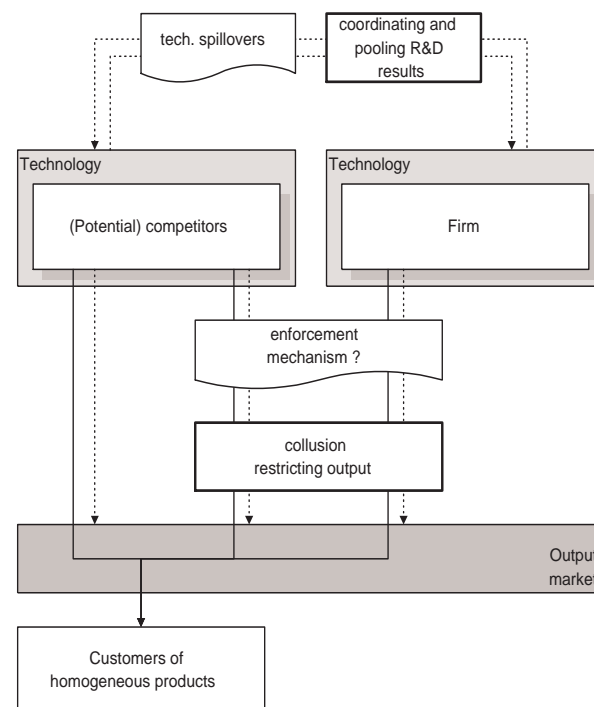 tech. spillovers
coordinating and
pooling R&D
results
Technology
(Potential) competitors
Technology
Firm
enforcement
mechanism ?
collusion
restricting output
Output
market
Customers of
homogeneous products